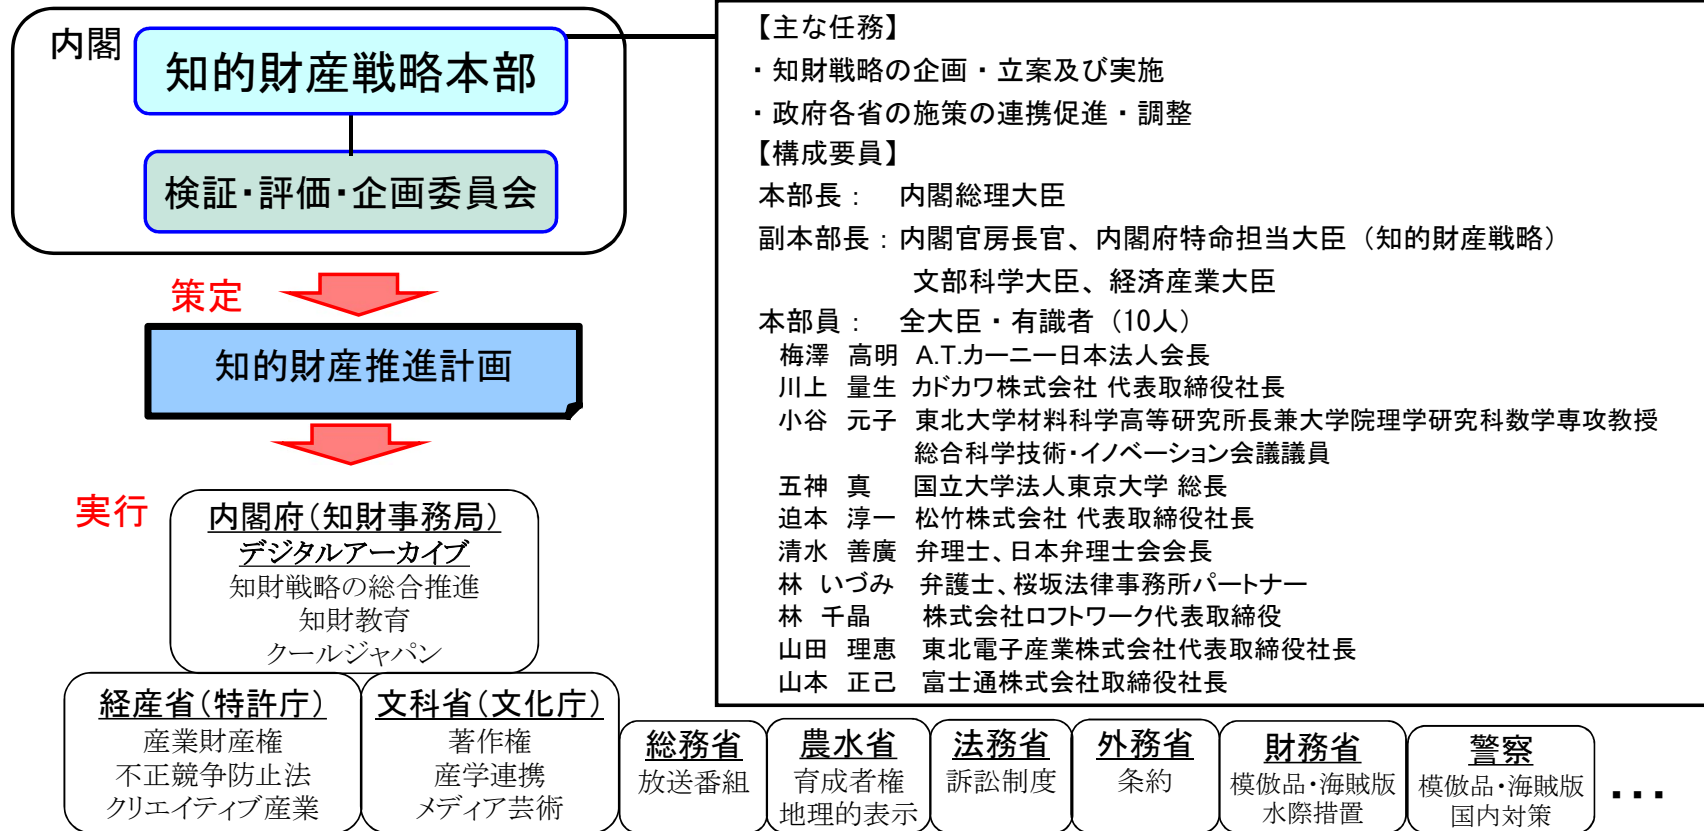 内閣
知的財産戦略本部
検証・評価・企画委員会
策定
知的財産推進計画
実行
内閣府(知財事務局)
デジタルアーカイブ
知財戦略の総合推進
知財教育
クールジャパン
経産省(特許庁)
産業財産権
不正競争防止法
クリエイティブ産業
文科省(文化庁)
著作権
産学連携
メディア芸術
総務省
放送番組
農水省
育成者権
地理的表示
法務省
訴訟制度
外務省
条約
財務省
模倣品・海賊版
水際措置
警察
模倣品・海賊版
国内対策
・・・
【主な任務】
・知財戦略の企画・立案及び実施
・政府各省の施策の連携促進・調整
【構成要員】
本部長: 内閣総理大臣
副本部長:内閣官房長官、内閣府特命担当大臣(知的財産戦略)
文部科学大臣、経済産業大臣
本部員: 全大臣・有識者(10人)
梅澤 高明 A.T.カーニー日本法人会長
川上 量生 カドカワ株式会社 代表取締役社長
小谷 元子 東北大学材料科学高等研究所長兼大学院理学研究科数学専攻教授
総合科学技術・イノベーション会議議員
五神 真 国立大学法人東京大学 総長
迫本 淳一 松竹株式会社 代表取締役社長
清水 善廣 弁理士、日本弁理士会会長
林 いづみ 弁護士、桜坂法律事務所パートナー
林 千晶 株式会社ロフトワーク代表取締役
山田 理恵 東北電子産業株式会社代表取締役社長
山本 正己 富士通株式会社取締役社長